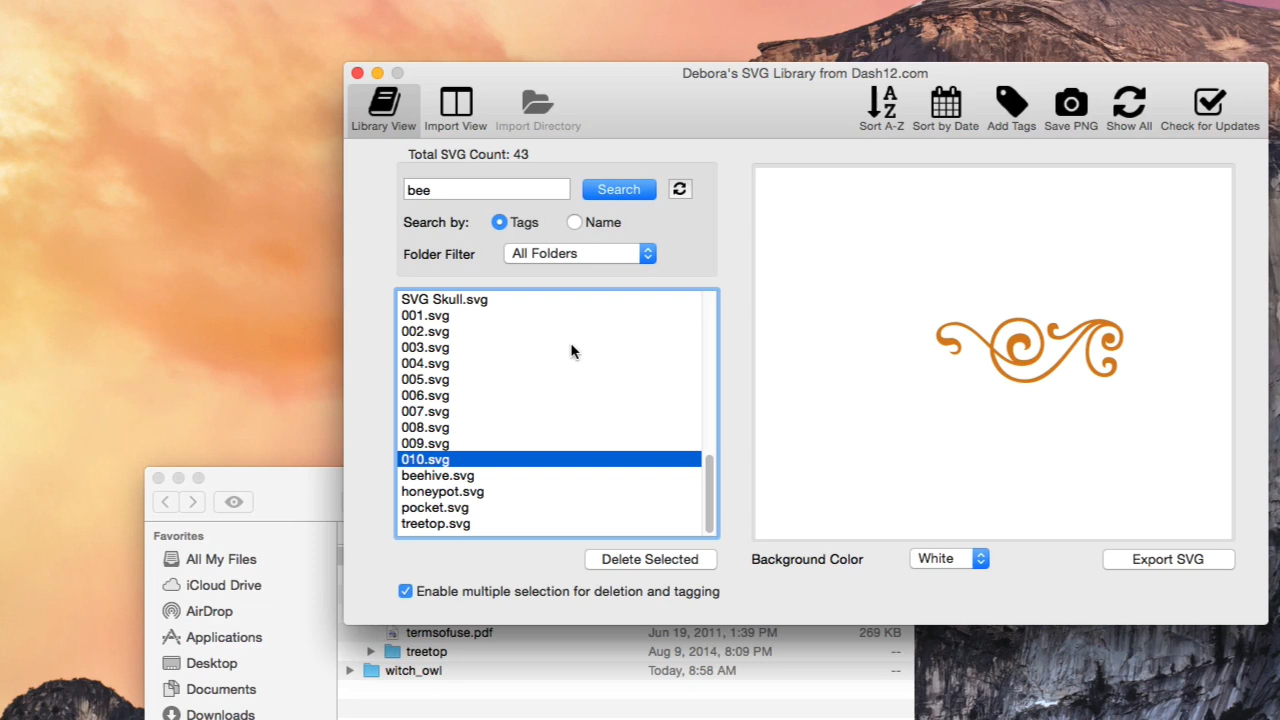 Debora's SVG Library from Dash12.com
Library View Import View Import Directory Sort A-Z Sort by Date Add Tags Save PNG Show All Check for Updates
Total SVG Count: 43
bee Search
Search by: Tags Name
Folder Filter All Folders
SVG Skull.svg
001.svg
002.svg
003.svg
004.svg
005.svg
006.svg
007.svg
008.svg
009.svg
010.svg
beehive.svg
honeypot.svg
pocket.svg
treetop.svg
Delete Selected Background Color White Export SVG
Enable multiple selection for deletion and tagging
Favorites
All My Files
iCloud Drive
AirDrop
Applications
Desktop
Documents
Downloads
termsofuse.pdf Jun 19, 2011, 1:39 PM 269 KB
treetop Aug 9, 2014, 8:09 PM --
witch_owl Today, 8:58 AM --